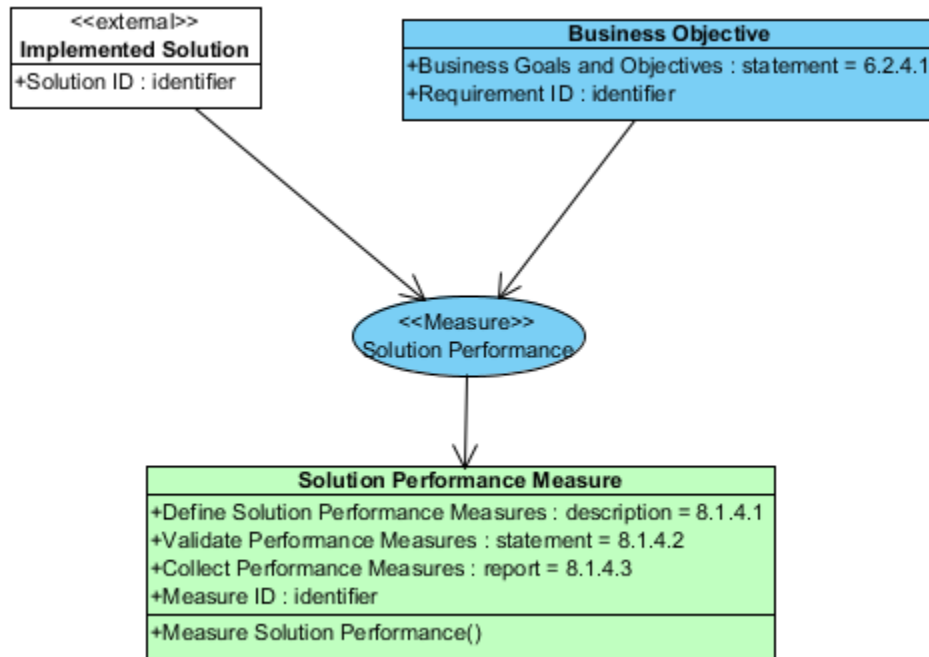 <<external>>
Implemented Solution
+Solution ID : identifier
Business Objective
+Business Goals and Objectives : statement = 6.2.4.1
+Requirement ID : identifier
<<Measure>>
Solution Performance
Solution Performance Measure
+Define Solution Performance Measures : description = 8.1.4.1
+Validate Performance Measures : statement = 8.1.4.2
+Collect Performance Measures : report = 8.1.4.3
+Measure ID : identifier
+Measure Solution Performance()